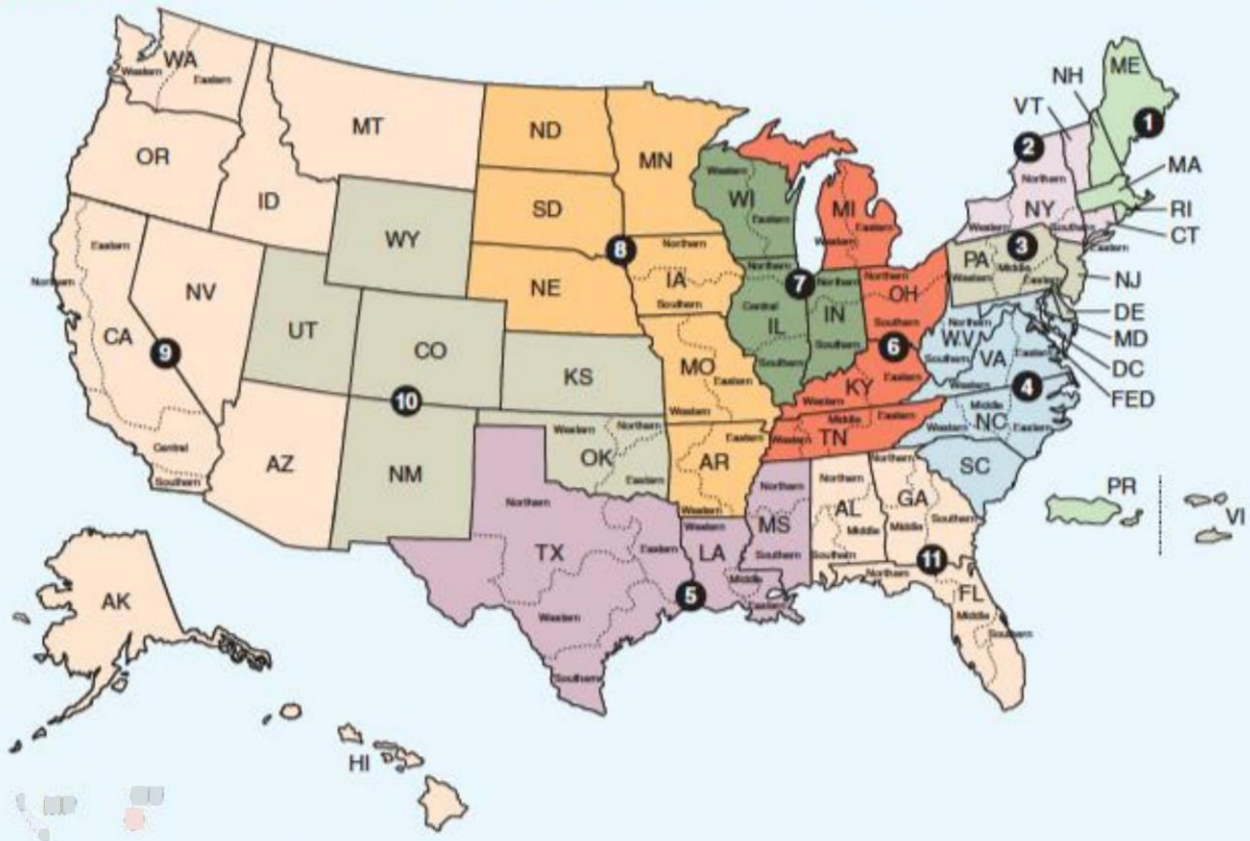 WA
Western
Eastern
OR
MT
ID
WY
ND
SD
NE
MN
8
Northern
IA
Southern
Eastern
Northern
CA
9
Central
Southern
NV
UT
CO
10
KS
AZ
NM
Western
Northern
OK
Eastern
MO
Eastern
Western
AR
Eastern
Western
Northern
TX
Eastern
Western
Southern
5
Western
LA
Middle
Eastern
Northern
MS
Southern
Western
WI
Eastern
Northern
7
Central
IL
Southern
Northern
IN
Southern
MI
Western
Eastern
Northern
OH
Southern
6
KY
Eastern
Western
Middle
Eastern
Western
TN
Northern
AL
Middle
Southern
Northern
GA
Middle
Southern
11
Northern
FL
Middle
Southern
ME
NH
VT
1
2
MA
Northern
NY
Western
Southern
RI
CT
Eastern
PA
3
Middle
Western
Eastern
NJ
DE
MD
DC
FED
Northern
W.V
Southern
VA
Eastern
Western
4
Middle
NC
Western
Eastern
SC
PR
VI
AK
HI